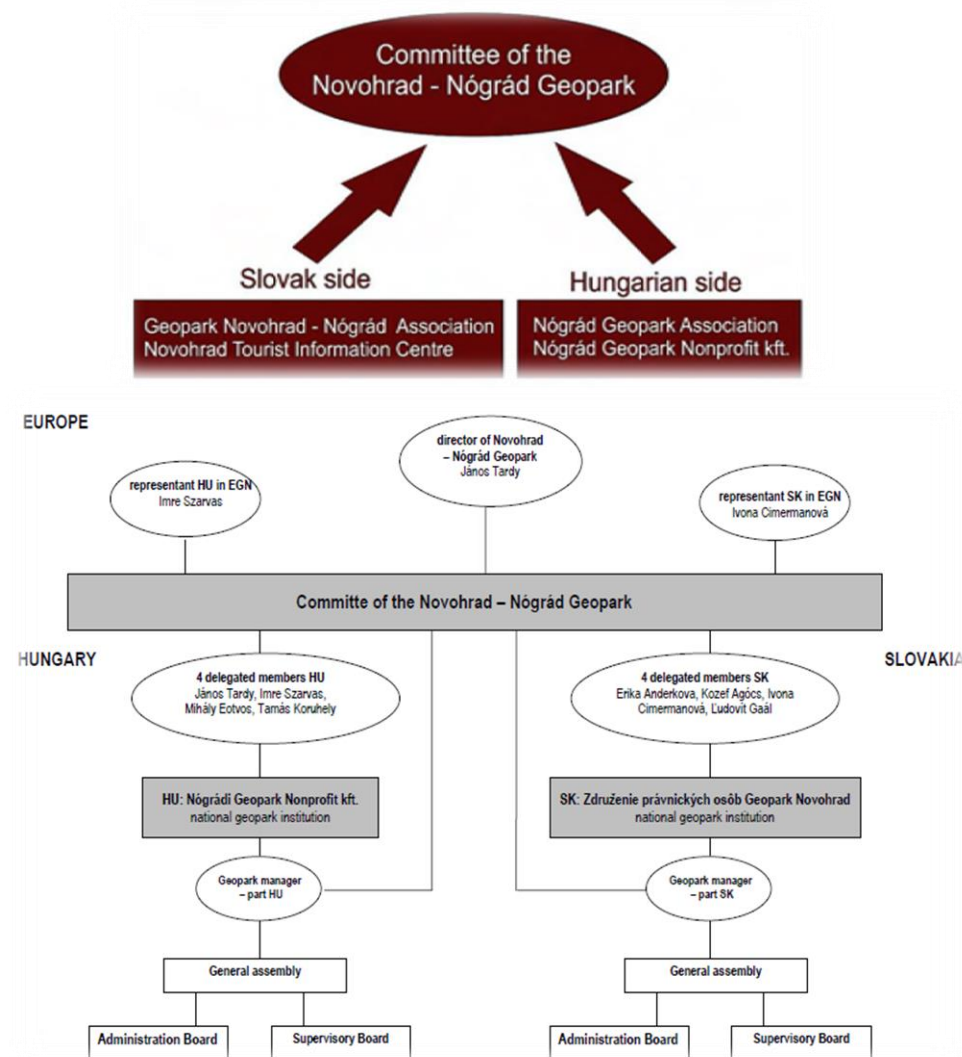 Committee of the
Novohrad - Nógrád Geopark
Slovak side
Hungarian side
Geopark Novohrad - Nógrád Association
Novohrad Tourist Information Centre
Nógrád Geopark Association
Nógrád Geopark Nonprofit kft.
EUROPE
director of Novohrad
– Nógrád Geopark
János Tardy
representant HU in EGN
Imre Szarvas
representant SK in EGN
Ivona Cimermanová
Committe of the Novohrad – Nógrád Geopark
HUNGARY
SLOVAKIA
4 delegated members HU
János Tardy, Imre Szarvas,
Mihály Eotvos, Tamás Koruhely
4 delegated members SK
Erika Anderkova, Kozef Agócs, Ivona
Cimermanová, Ľudovít Gaál
HU: Nógrádi Geopark Nonprofit kft.
national geopark institution
SK: Združenie právnických osôb Geopark Novohrad
national geopark institution
Geopark manager
– part HU
Geopark manager
– part SK
General assembly
General assembly
Administration Board
Supervisory Board
Administration Board
Supervisory Board